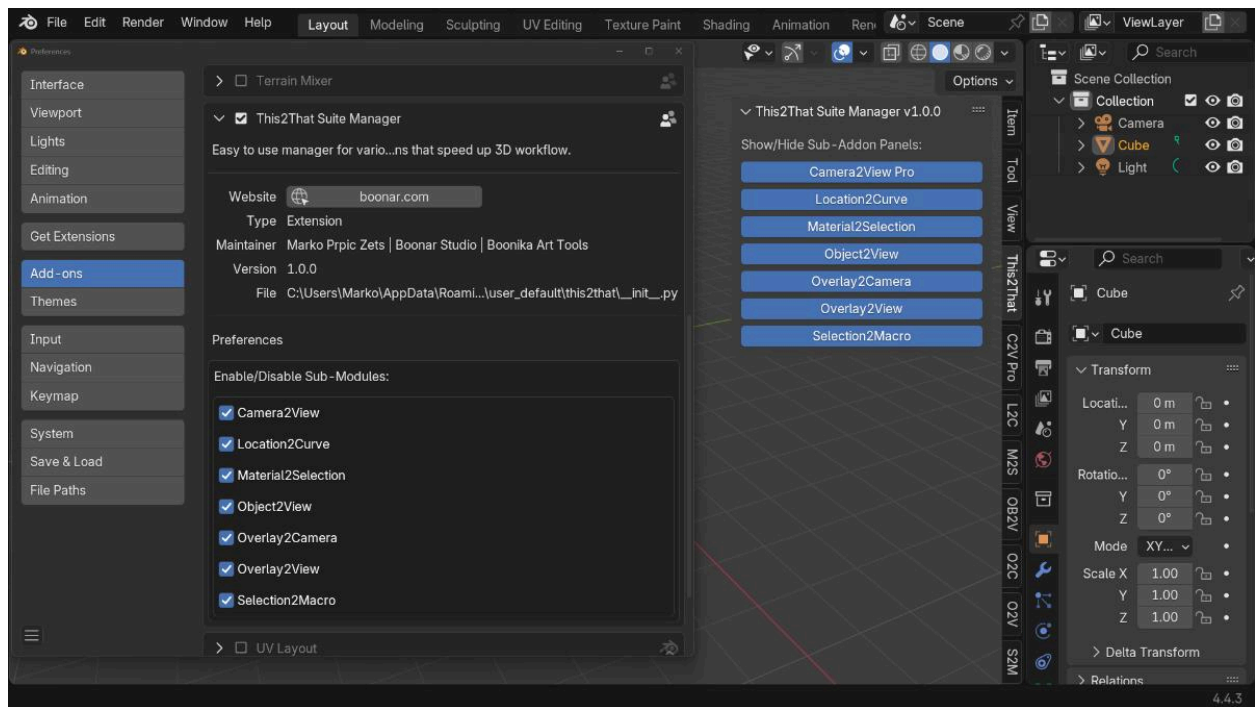 File Edit Render Window Help Layout Modeling Sculpting UV Editing Texture Paint Shading Animation Ren Scene ViewLayer
Preferences
Interface
Viewport
Lights
Editing
Animation
Get Extensions
Add-ons
Themes
Input
Navigation
Keymap
System
Save & Load
File Paths
Terrain Mixer
This2That Suite Manager
Easy to use manager for vario...ns that speed up 3D workflow.
Website boonar.com
Type Extension
Maintainer Marko Prpic Zets | Boonar Studio | Boonika Art Tools
Version 1.0.0
File C:\Users\Marko\AppData\Roami...\user_default\this2that\__init__.py
Preferences
Enable/Disable Sub-Modules:
Camera2View
Location2Curve
Material2Selection
Object2View
Overlay2Camera
Overlay2View
Selection2Macro
UV Layout
Options
This2That Suite Manager v1.0.0
Show/Hide Sub-Addon Panels:
Camera2View Pro
Location2Curve
Material2Selection
Object2View
Overlay2Camera
Overlay2View
Selection2Macro
Item
Tool
View
This2That
C2V Pro
L2C
M2S
OB2V
O2C
O2V
S2M
Search
Scene Collection
Collection
Camera
Cube
Light
Search
Cube
Cube
Transform
Locati... 0 m
Y 0 m
Z 0 m
Rotatio... 0°
Y 0°
Z 0°
Mode XY...
Scale X 1.00
Y 1.00
Z 1.00
Delta Transform
Relations
4.4.3